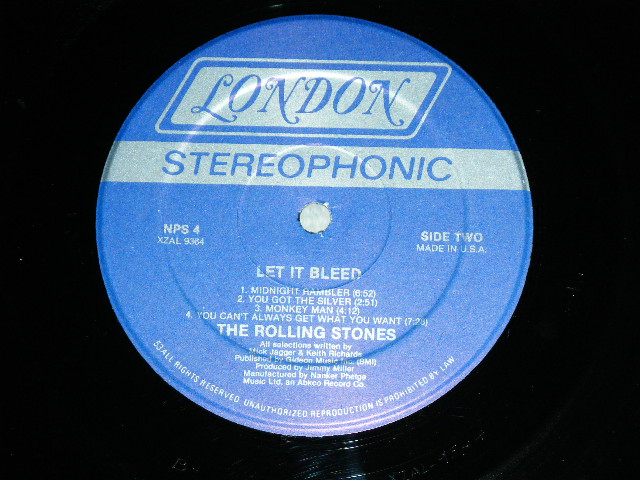 LONDON
STEREOPHONIC
NPS 4
XZAL 9364
SIDE TWO
MADE IN U.S.A.
LET IT BLEED
1. MIDNIGHT RAMBLER (6:52)
2. YOU GOT THE SILVER (2:51)
3. MONKEY MAN (4:12)
4. YOU CAN'T ALWAYS GET WHAT YOU WANT (7:28)
THE ROLLING STONES
All selections written by
Mick Jagger & Keith Richards
Published by Gideon Music Inc. (BMI)
Produced by Jimmy Miller
Manufactured by Nanker Phelge
Music Ltd. an Abkco Record Co.
53ALL RIGHTS RESERVED. UNAUTHORIZED REPRODUCTION IS PROHIBITED BY LAW